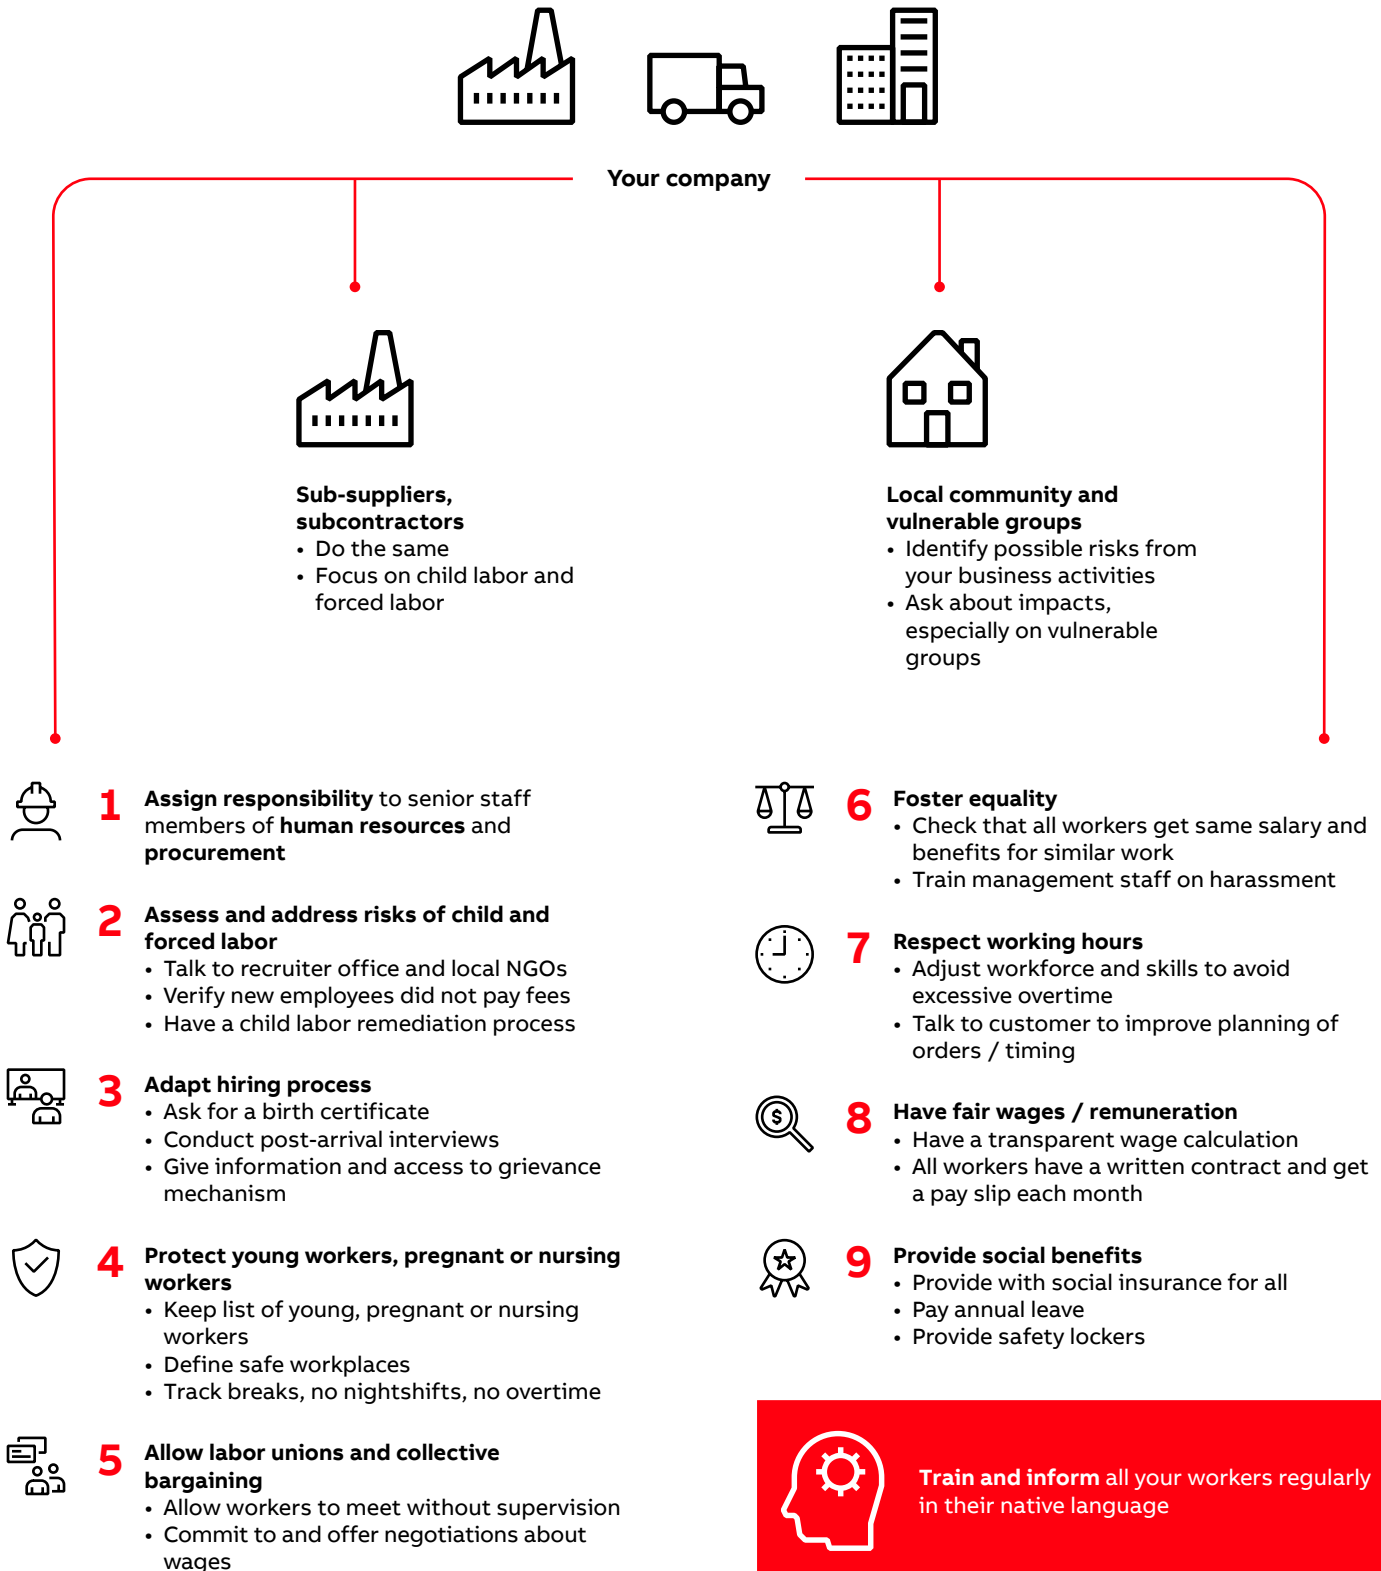 Your company
Sub-suppliers,
subcontractors
• Do the same
• Focus on child labor and
forced labor
Local community and
vulnerable groups
• Identify possible risks from
your business activities
• Ask about impacts,
especially on vulnerable
groups
1 Assign responsibility to senior staff
members of human resources and
procurement
2 Assess and address risks of child and
forced labor
• Talk to recruiter office and local NGOs
• Verify new employees did not pay fees
• Have a child labor remediation process
3 Adapt hiring process
• Ask for a birth certificate
• Conduct post-arrival interviews
• Give information and access to grievance
mechanism
4 Protect young workers, pregnant or nursing
workers
• Keep list of young, pregnant or nursing
workers
• Define safe workplaces
• Track breaks, no nightshifts, no overtime
5 Allow labor unions and collective
bargaining
• Allow workers to meet without supervision
• Commit to and offer negotiations about
wages
6 Foster equality
• Check that all workers get same salary and
benefits for similar work
• Train management staff on harassment
7 Respect working hours
• Adjust workforce and skills to avoid
excessive overtime
• Talk to customer to improve planning of
orders / timing
$
8 Have fair wages / remuneration
• Have a transparent wage calculation
• All workers have a written contract and get
a pay slip each month
9 Provide social benefits
• Provide with social insurance for all
• Pay annual leave
• Provide safety lockers
Train and inform all your workers regularly
in their native language